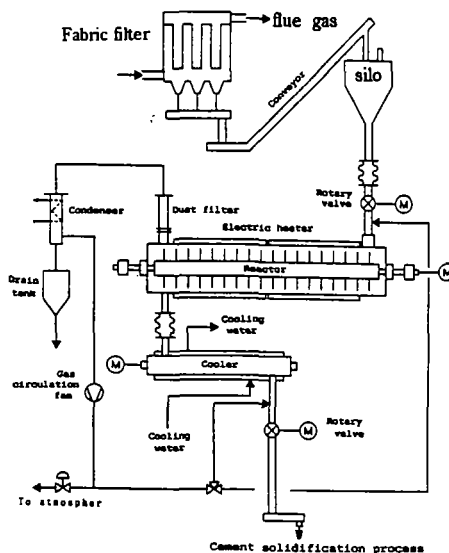 Fabric filter
flue gas
Conveyor
silo
Rotary
valve
M
Condenser
Dust filter
Electric heater
Reactor
M
Drain
tank
Cooling
water
M
Cooler
Gas
circulation
fam
Cooling
water
Rotary
valve
M
To atmospher
Cement solidification process